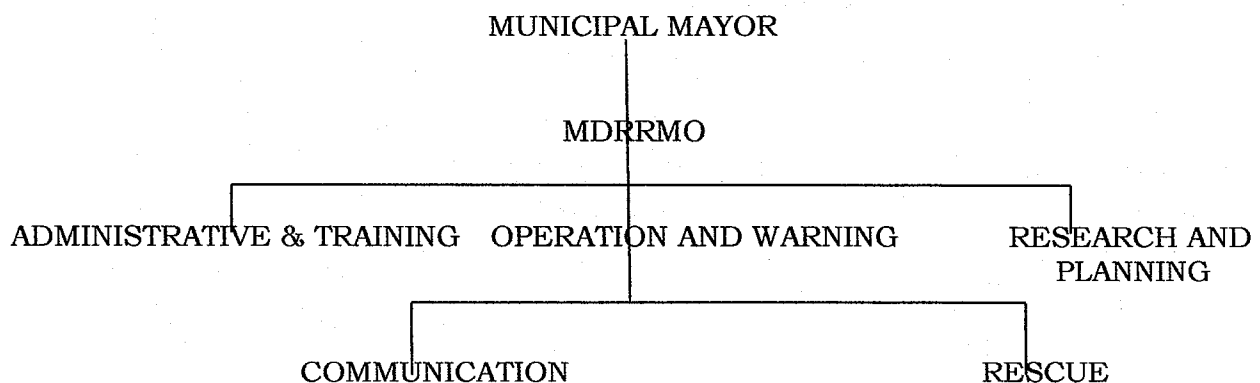 MUNICIPAL MAYOR
MDRRMO
ADMINISTRATIVE & TRAINING
OPERATION AND WARNING
RESEARCH AND
PLANNING
COMMUNICATION
RESCUE